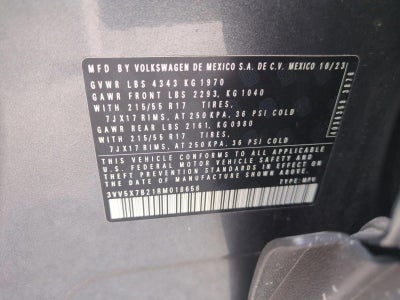 MFD BY VOLKSWAGEN DE MEXICO S.A. DE C.V. MEXICO 10/23
GVWR LBS 4343 KG 1970
GAWR FRONT LBS 2293, KG 1040
WITH 215/55 R17 TIRES,
7JX17 RIMS, AT 250 KPA, 36 PSI COLD
GAWR REAR LBS 2161, KG 0980
WITH 215/55 R17 TIRES,
7JX17 RIMS, AT 250 KPA, 36 PSI COLD
THIS VEHICLE CONFORMS TO ALL APPLICABLE
U.S. FEDERAL MOTOR VEHICLE SAFETY AND
THEFT PREVENTION STANDARDS IN EFFECT
ON THE DATE OF MANUFACTURE SHOWN ABOVE
3VV5X7B21RM018656 TYPE: MPV